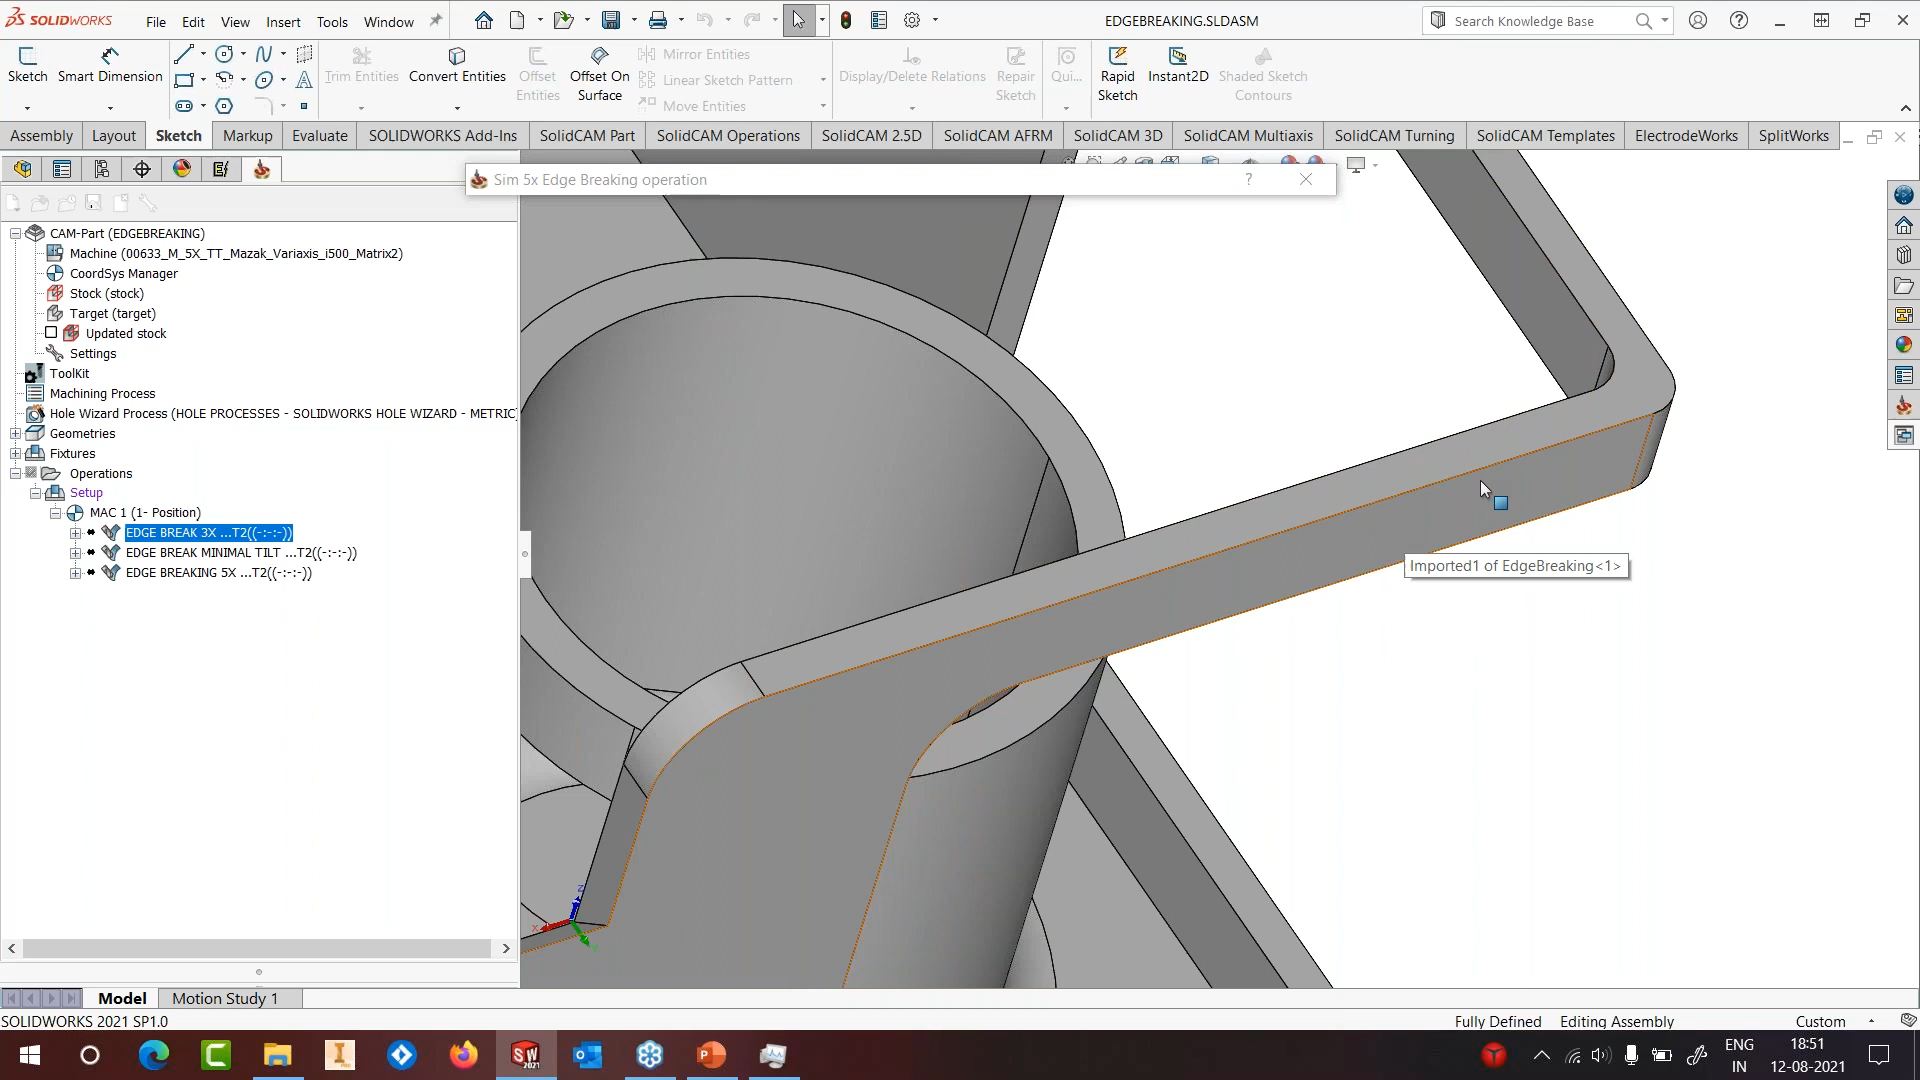 SOLIDWORKS File Edit View Insert Tools Window EDGEBREAKING.SLDASM Search Knowledge Base
Sketch Smart Dimension Trim Entities Convert Entities Offset Entities Offset On Surface Mirror Entities Linear Sketch Pattern Move Entities Display/Delete Relations Repair Sketch Qui... Rapid Sketch Instant2D Shaded Sketch Contours
Assembly Layout Sketch Markup Evaluate SOLIDWORKS Add-Ins SolidCAM Part SolidCAM Operations SolidCAM 2.5D SolidCAM AFRM SolidCAM 3D SolidCAM Multiaxis SolidCAM Turning SolidCAM Templates ElectrodeWorks SplitWorks
Sim 5x Edge Breaking operation ?
CAM-Part (EDGEBREAKING)
Machine (00633_M_5X_TT_Mazak_Variaxis_i500_Matrix2)
CoordSys Manager
Stock (stock)
Target (target)
Updated stock
Settings
ToolKit
Machining Process
Hole Wizard Process (HOLE PROCESSES - SOLIDWORKS HOLE WIZARD - METRIC)
Geometries
Fixtures
Operations
Setup
MAC 1 (1- Position)
EDGE BREAK 3X ...T2((-:-:-))
EDGE BREAK MINIMAL TILT ...T2((-:-:-))
EDGE BREAKING 5X ...T2((-:-:-))
Imported1 of EdgeBreaking<1>
Z
X
Model Motion Study 1
SOLIDWORKS 2021 SP1.0 Fully Defined Editing Assembly Custom
ENG IN 18:51 12-08-2021